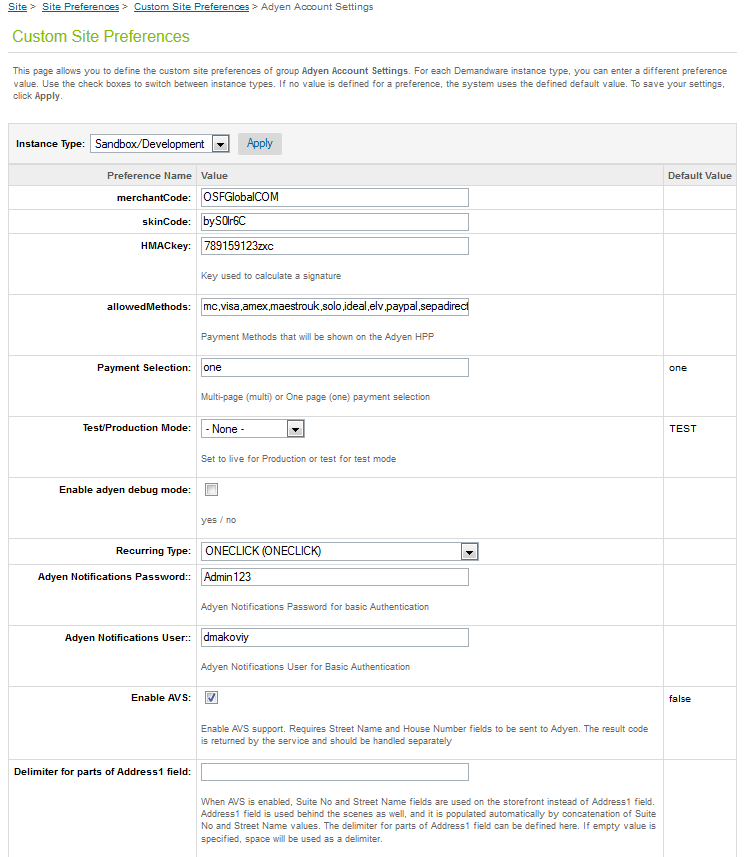 Site > Site Preferences > Custom Site Preferences > Adyen Account Settings
Custom Site Preferences
This page allows you to define the custom site preferences of group Adyen Account Settings. For each Demandware instance type, you can enter a different preference
value. Use the check boxes to switch between instance types. If no value is defined for a preference, the system uses the defined default value. To save your settings,
click Apply.
Instance Type: Sandbox/Development Apply
Preference Name Value Default Value
merchantCode: OSFGlobalCOM
skinCode: byS0lr6C
HMACkey: 789159123zxc
Key used to calculate a signature
allowedMethods: mc,visa,amex,maestrouk,solo,ideal,elv,paypal,sepadirect
Payment Methods that will be shown on the Adyen HPP
Payment Selection: one one
Multi-page (multi) or One page (one) payment selection
Test/Production Mode: - None - TEST
Set to live for Production or test for test mode
Enable adyen debug mode:
yes / no
Recurring Type: ONECLICK (ONECLICK)
Adyen Notifications Password:: Admin123
Adyen Notifications Password for basic Authentication
Adyen Notifications User:: dmakoviy
Adyen Notifications User for Basic Authentication
Enable AVS: false
Enable AVS support. Requires Street Name and House Number fields to be sent to Adyen. The result code
is returned by the service and should be handled separately
Delimiter for parts of Address1 field:
When AVS is enabled, Suite No and Street Name fields are used on the storefront instead of Address1 field.
Address1 field is used behind the scenes as well, and it is populated automatically by concatenation of Suite
No and Street Name values. The delimiter for parts of Address1 field can be defined here. If empty value is
specified, space will be used as a delimiter.